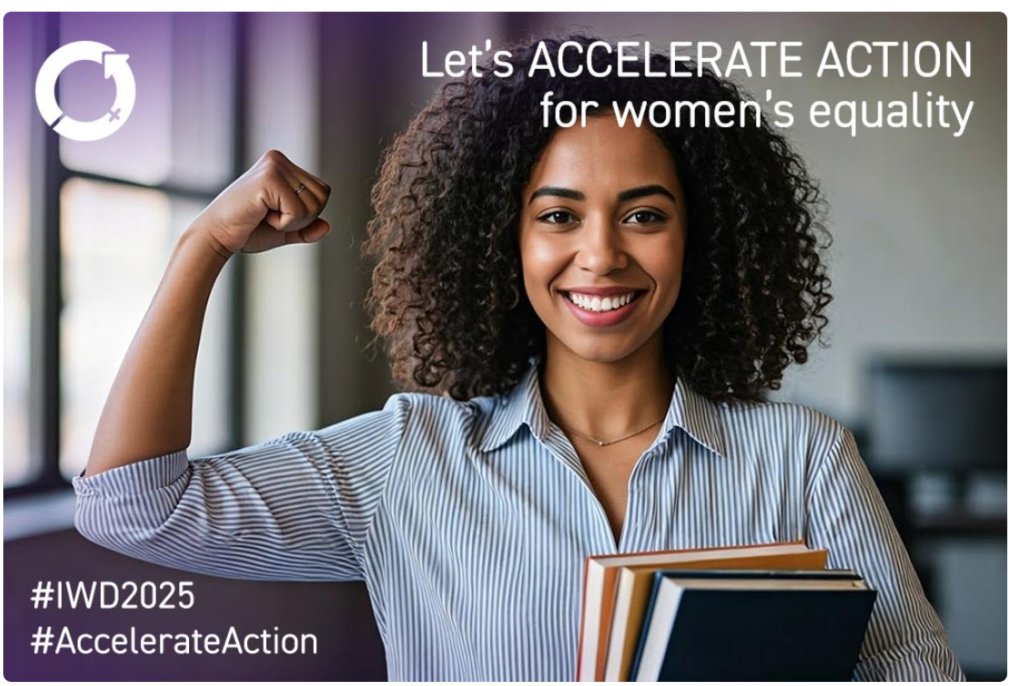 Let's ACCELERATE ACTION
for women's equality
#IWD2025
#AccelerateAction